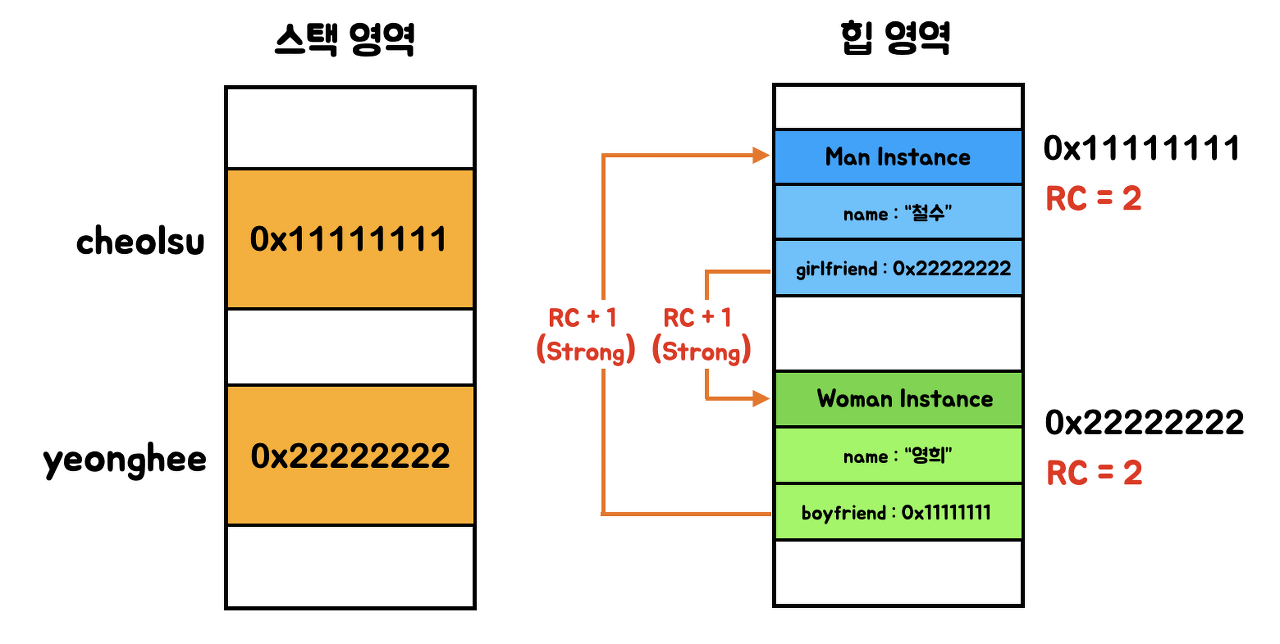 스택 영역
힙 영역
cheolsu
0x11111111
yeonghee
0x22222222
RC + 1
(Strong)
RC + 1
(Strong)
Man Instance
name : “철수”
girlfriend : 0x22222222
0x11111111
RC = 2
Woman Instance
name : “영희”
boyfriend : 0x11111111
0x22222222
RC = 2